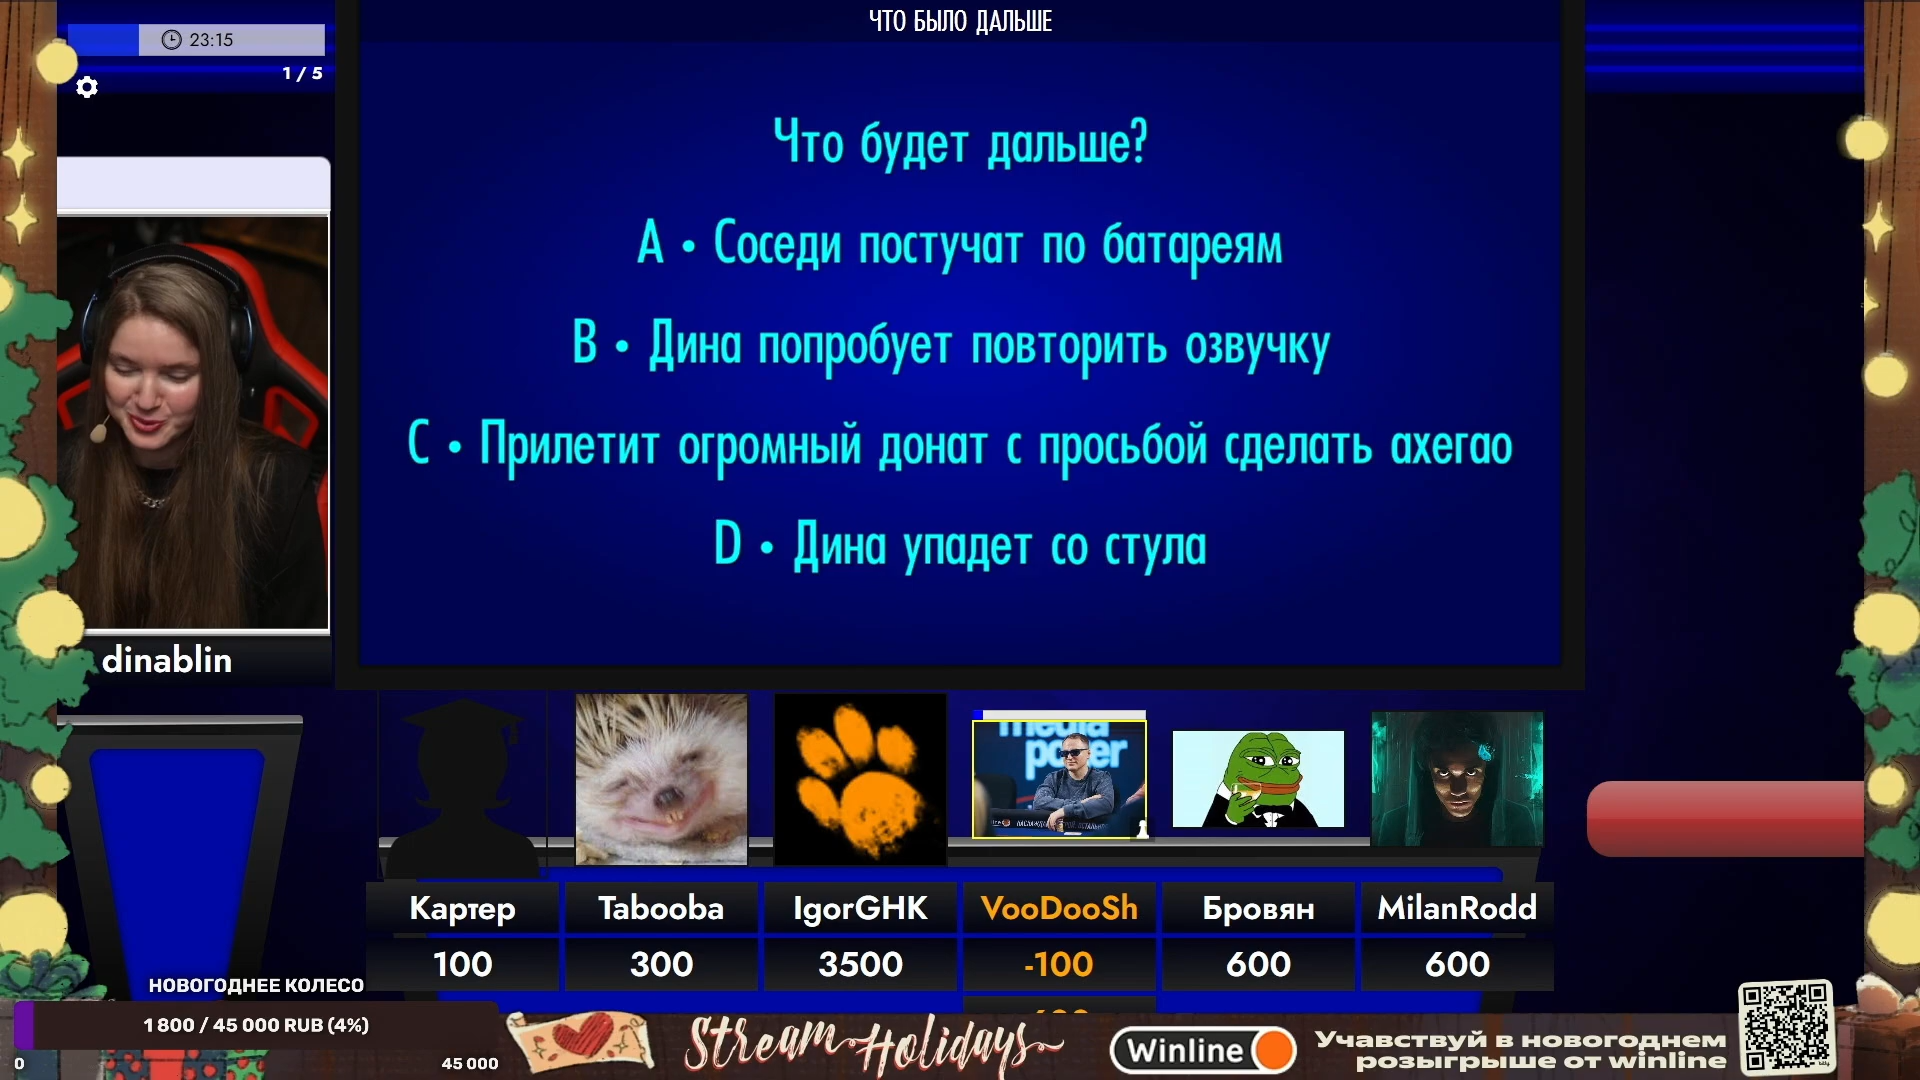 ЧТО БЫЛО ДАЛЬШЕ
23:15
1 / 5
Что будет дальше?
A • Соседи постучат по батареям
B • Дина попробует повторить озвучку
C • Прилетит огромный донат с просьбой сделать ахегао
D • Дина упадет со стула
dinablin
media
poker
Картер
Tabooba
IgorGHK
VooDooSh
Бровян
MilanRodd
100
300
3500
-100
600
600
НОВОГОДНЕЕ КОЛЕСО
1 800 / 45 000 RUB (4%)
0
45 000
Stream Holidays
Winline
Учавствуй в новогоднем
розыгрыше от winline